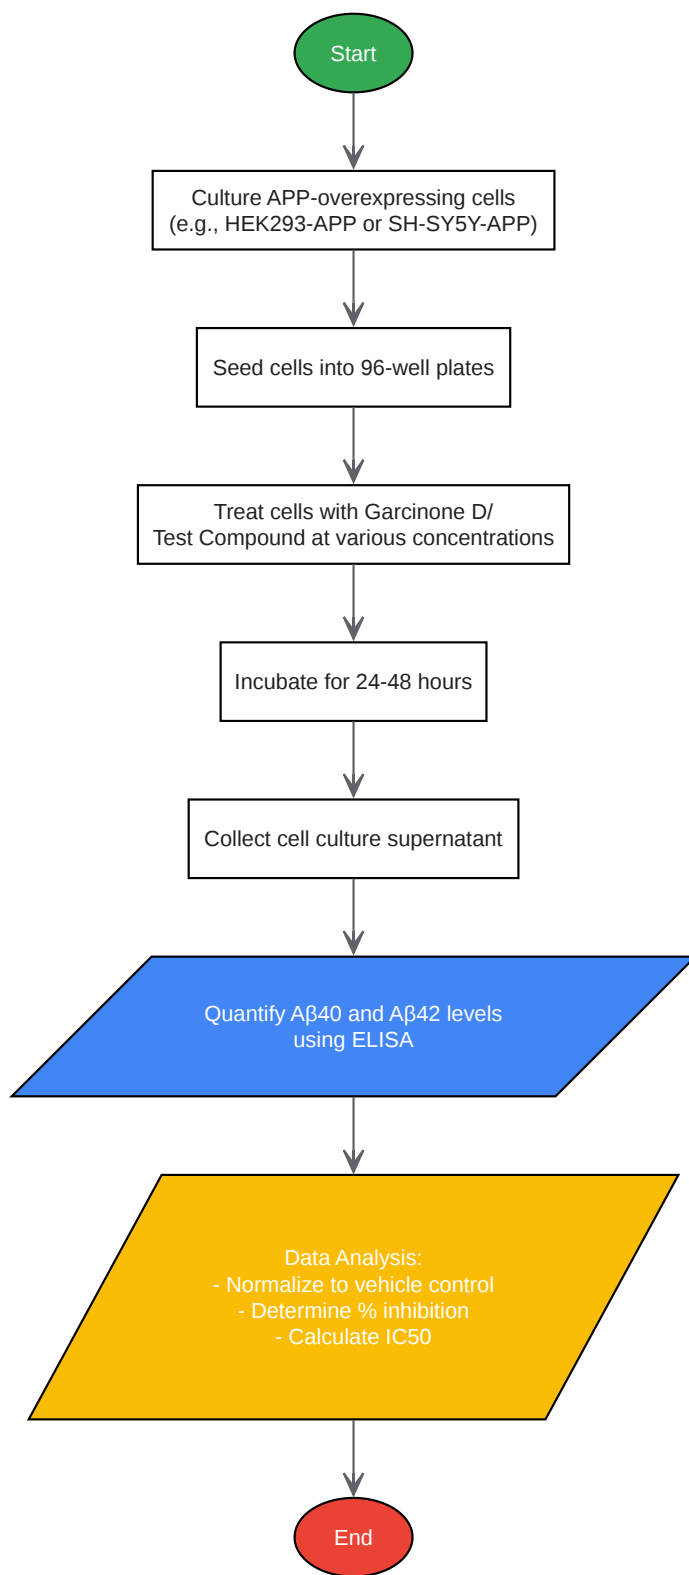 Start
Culture APP-overexpressing cells
(e.g., HEK293-APP or SH-SY5Y-APP)
Seed cells into 96-well plates
Treat cells with Garcinone D/
Test Compound at various concentrations
Incubate for 24-48 hours
Collect cell culture supernatant
Quantify Aβ40 and Aβ42 levels
using ELISA
Data Analysis:
- Normalize to vehicle control
- Determine % inhibition
- Calculate IC50
End